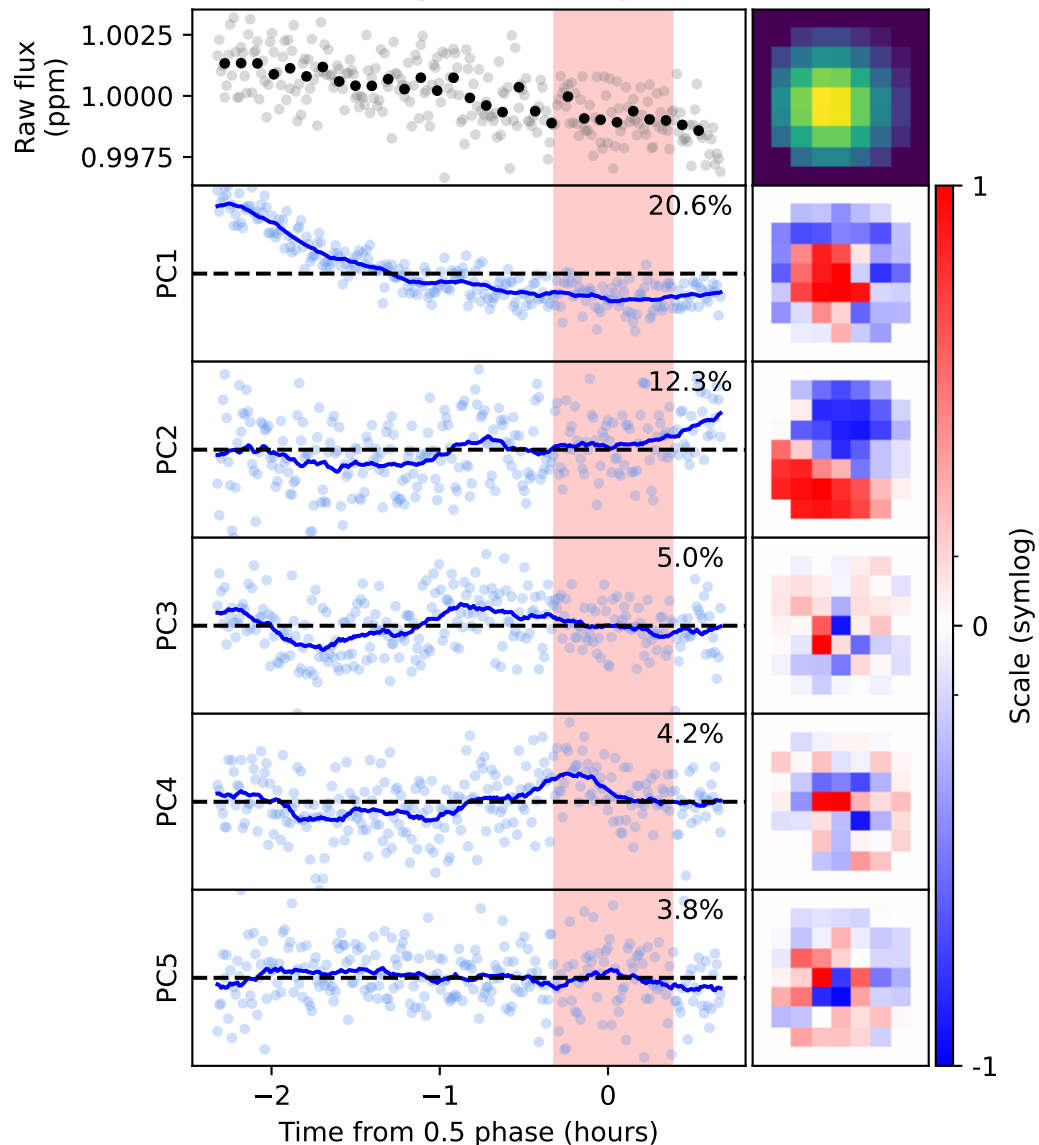 Raw flux
(ppm)
1.0025
1.0000
0.9975
PC1
20.6%
PC2
12.3%
PC3
5.0%
PC4
4.2%
PC5
3.8%
−2
−1
0
Time from 0.5 phase (hours)
1
0
-1
Scale (symlog)